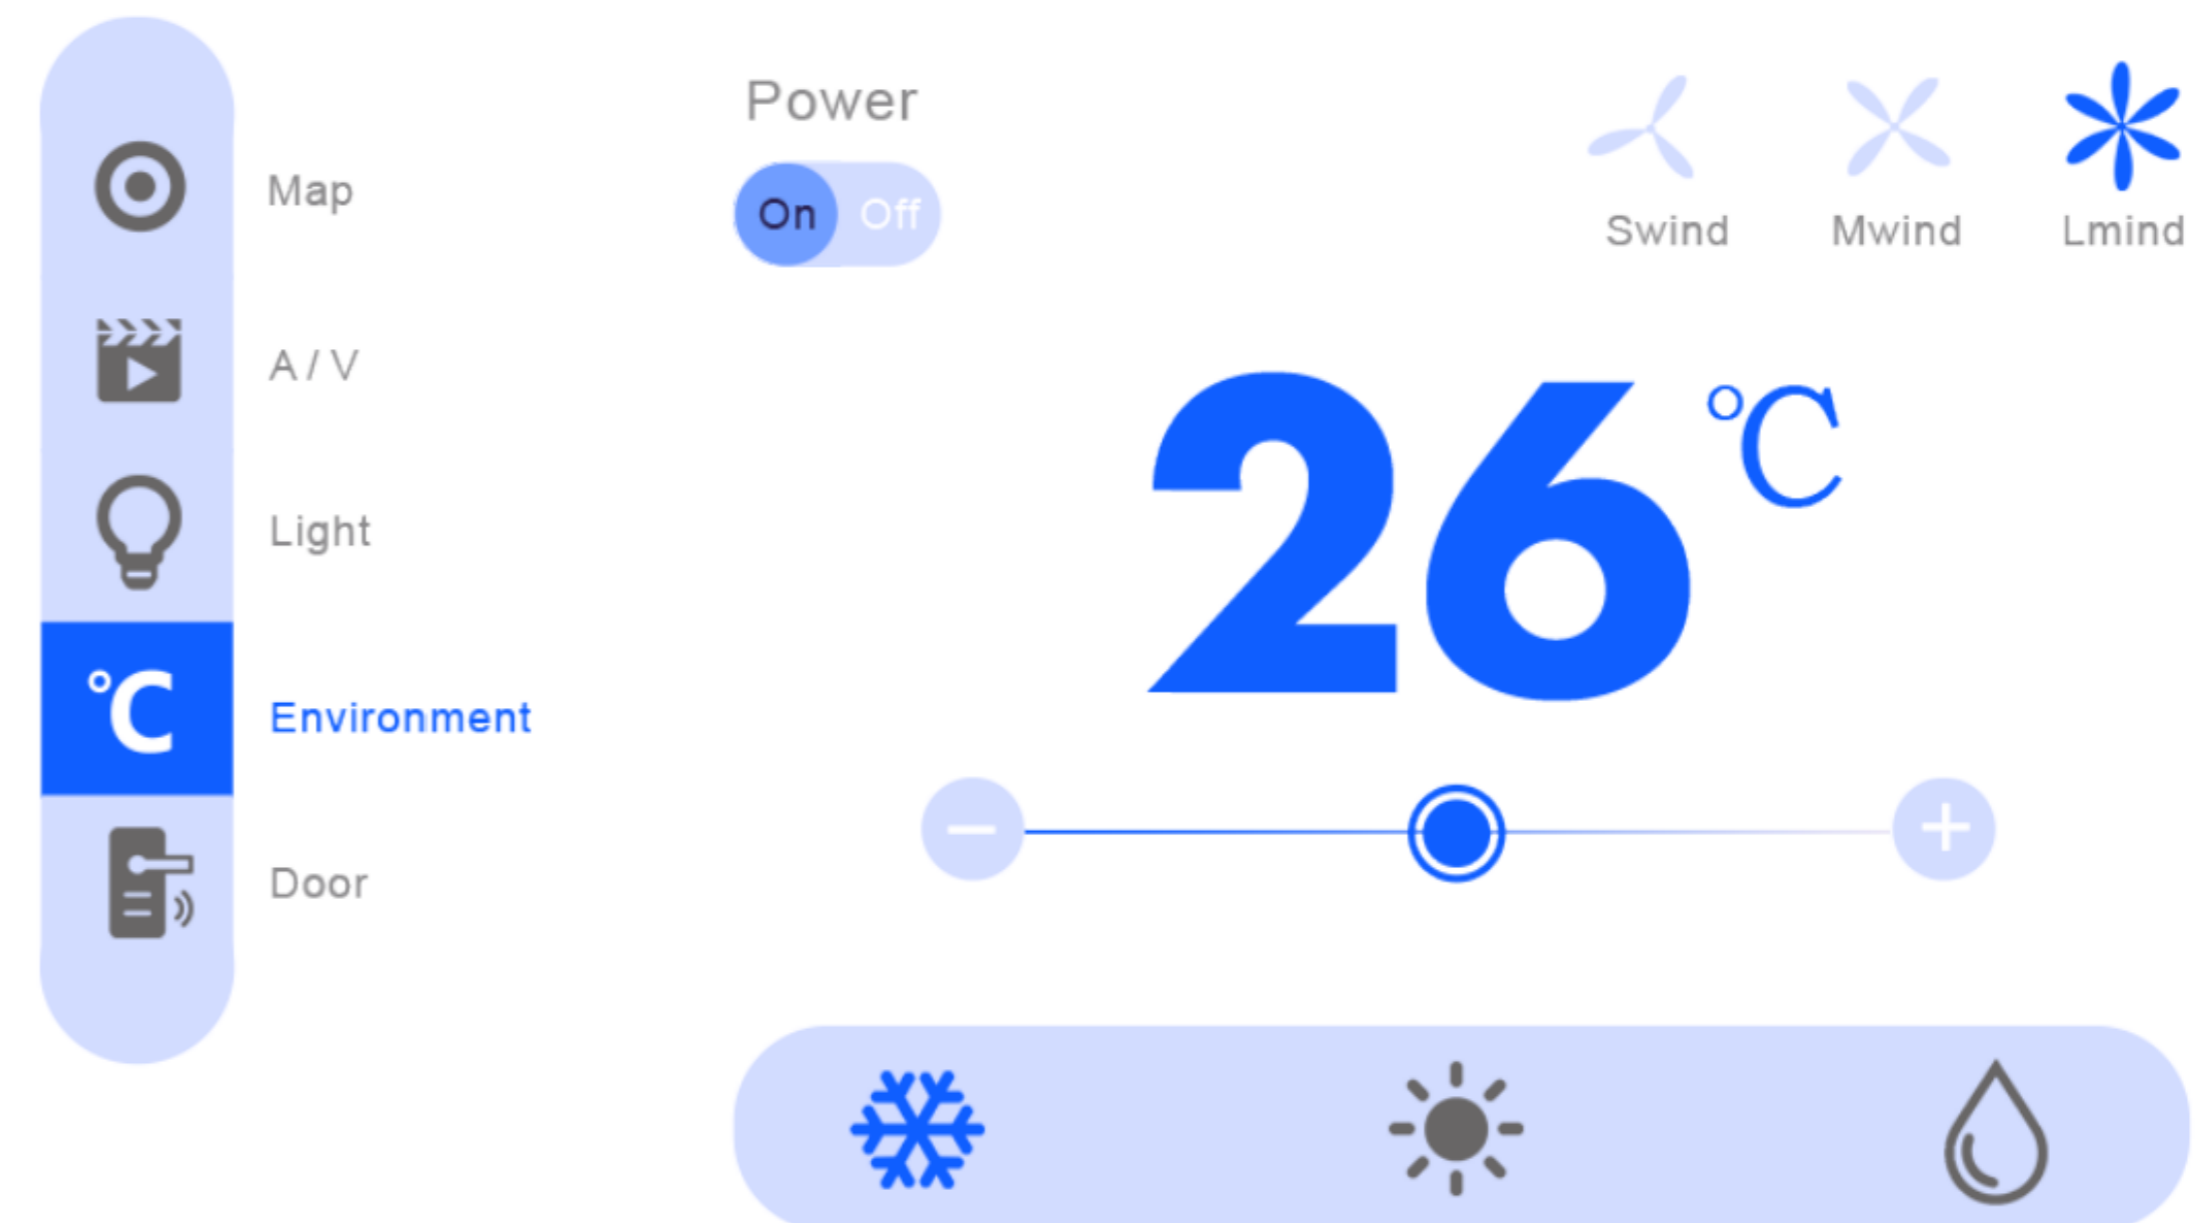 Map
A / V
Light
℃
Environment
Door
Power
On Off
Swind Mwind Lmind
26 ℃